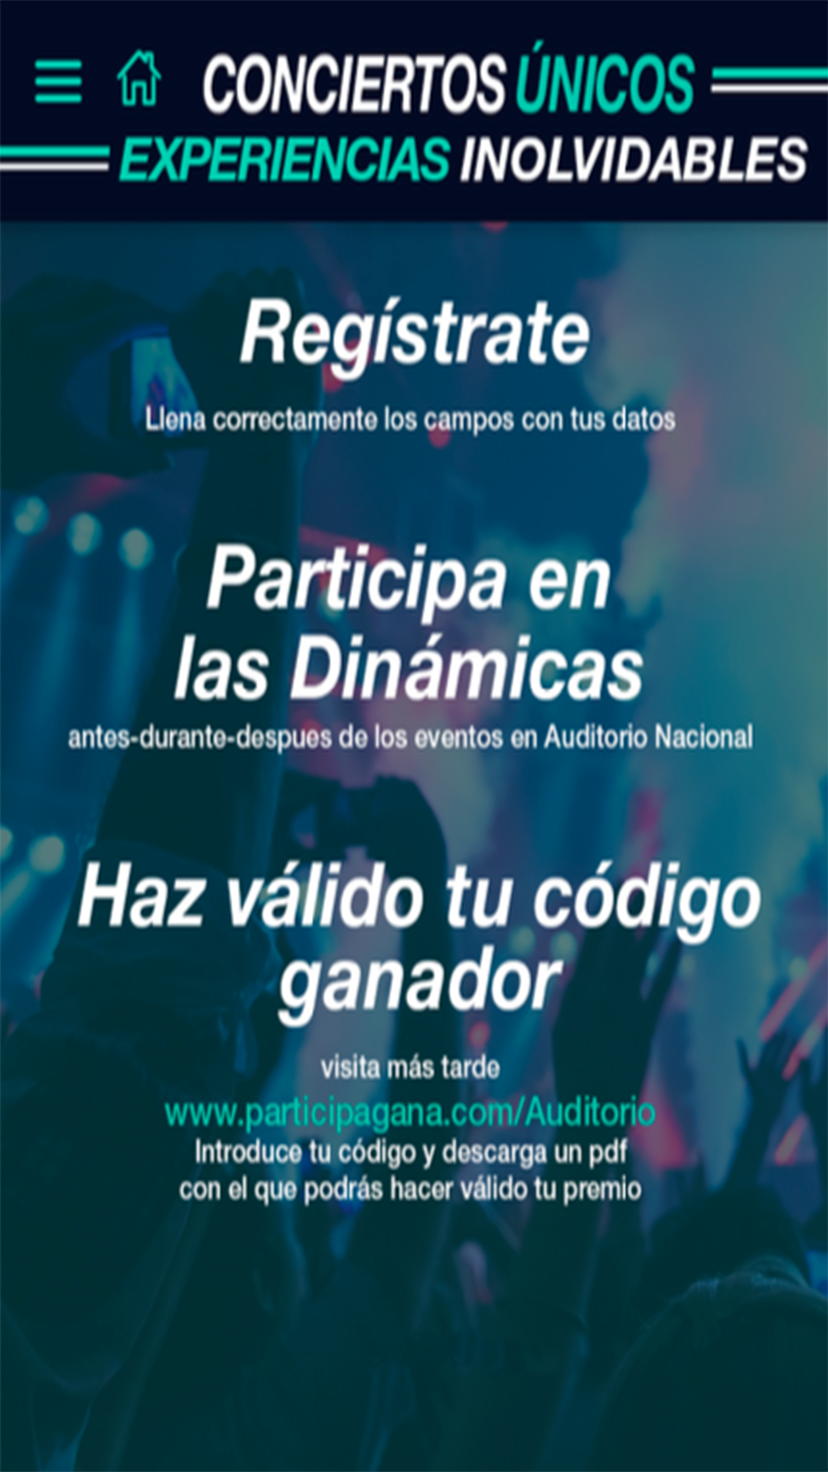 CONCIERTOS ÚNICOS
EXPERIENCIAS INOLVIDABLES
Regístrate
Llena correctamente los campos con tus datos
Participa en
las Dinámicas
antes-durante-despues de los eventos en Auditorio Nacional
Haz válido tu código
ganador
visita más tarde
www.participagana.com/Auditorio
Introduce tu código y descarga un pdf
con el que podrás hacer válido tu premio